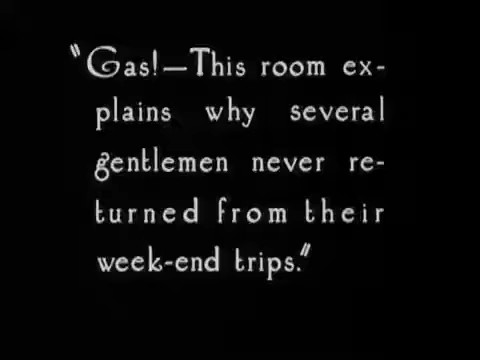 "Gas!—This room ex-
plains why several
gentlemen never re-
turned from their
week-end trips."